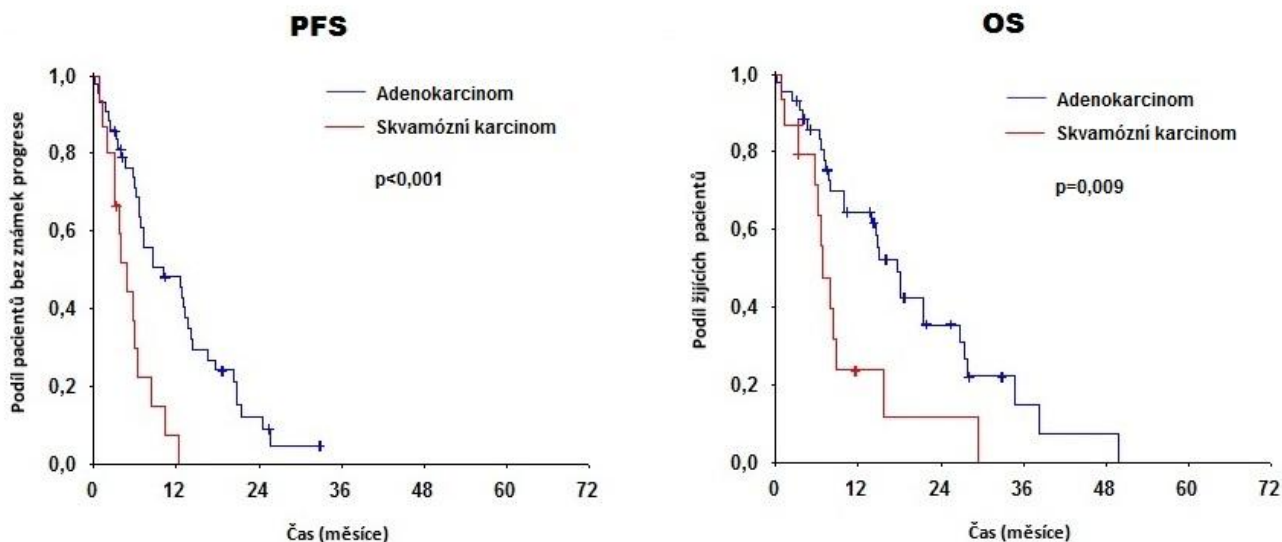 PFS
Podíl pacientů bez známek progrese
1,0
0,8
0,6
0,4
0,2
0,0
Adenokarcinom
Skvamózní karcinom
p<0,001
0 12 24 36 48 60 72
Čas (měsíce)
OS
Podíl žijících pacientů
1,0
0,8
0,6
0,4
0,2
0,0
Adenokarcinom
Skvamózní karcinom
p=0,009
0 12 24 36 48 60 72
Čas (měsíce)